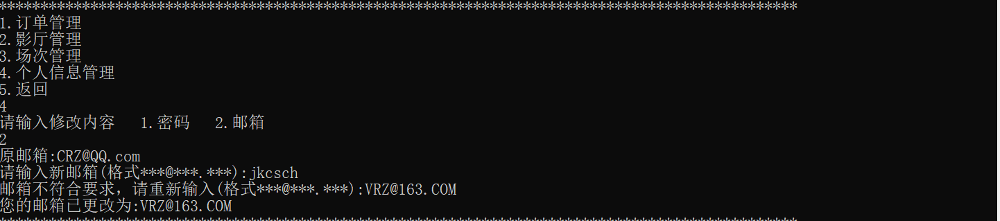 *************************************************************************************************
1.订单管理
2.影厅管理
3.场次管理
4.个人信息管理
5.返回
4
请输入修改内容   1.密码   2.邮箱
2
原邮箱:CRZ@QQ.com
请输入新邮箱(格式***@***.***):jkcsch
邮箱不符合要求，请重新输入(格式***@***.***):VRZ@163.COM
您的邮箱已更改为:VRZ@163.COM
*************************************************************************************************